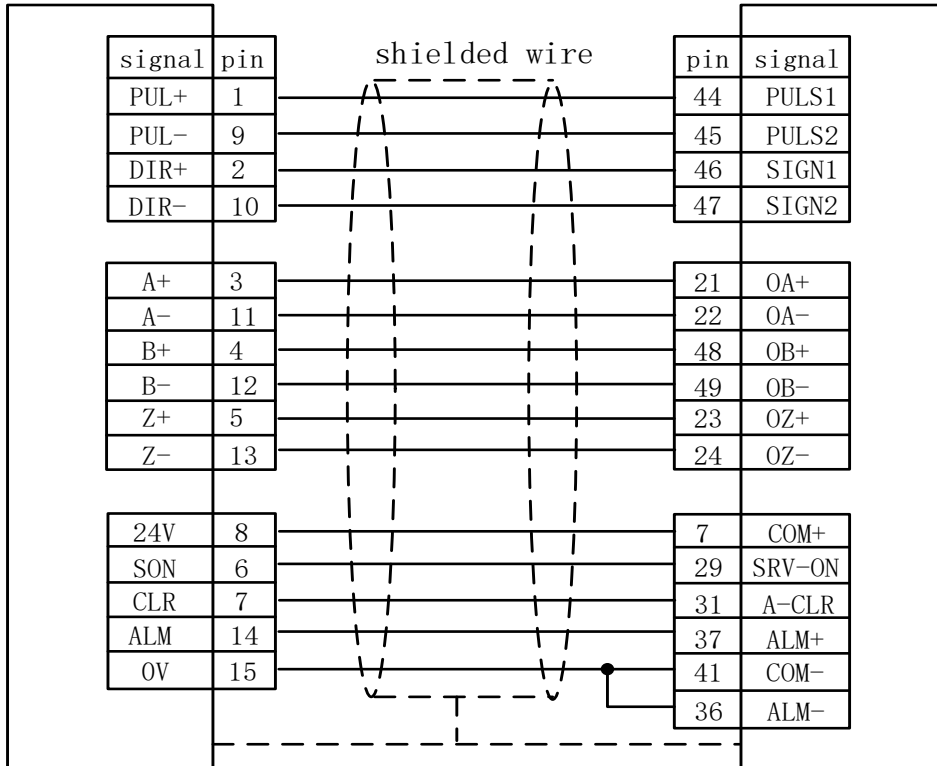 shielded wire
signal pin pin signal
PUL+ 1 44 PULS1
PUL- 9 45 PULS2
DIR+ 2 46 SIGN1
DIR- 10 47 SIGN2
A+ 3 21 OA+
A- 11 22 OA-
B+ 4 48 OB+
B- 12 49 OB-
Z+ 5 23 OZ+
Z- 13 24 OZ-
24V 8 7 COM+
SON 6 29 SRV-ON
CLR 7 31 A-CLR
ALM 14 37 ALM+
0V 15 41 COM-
36 ALM-